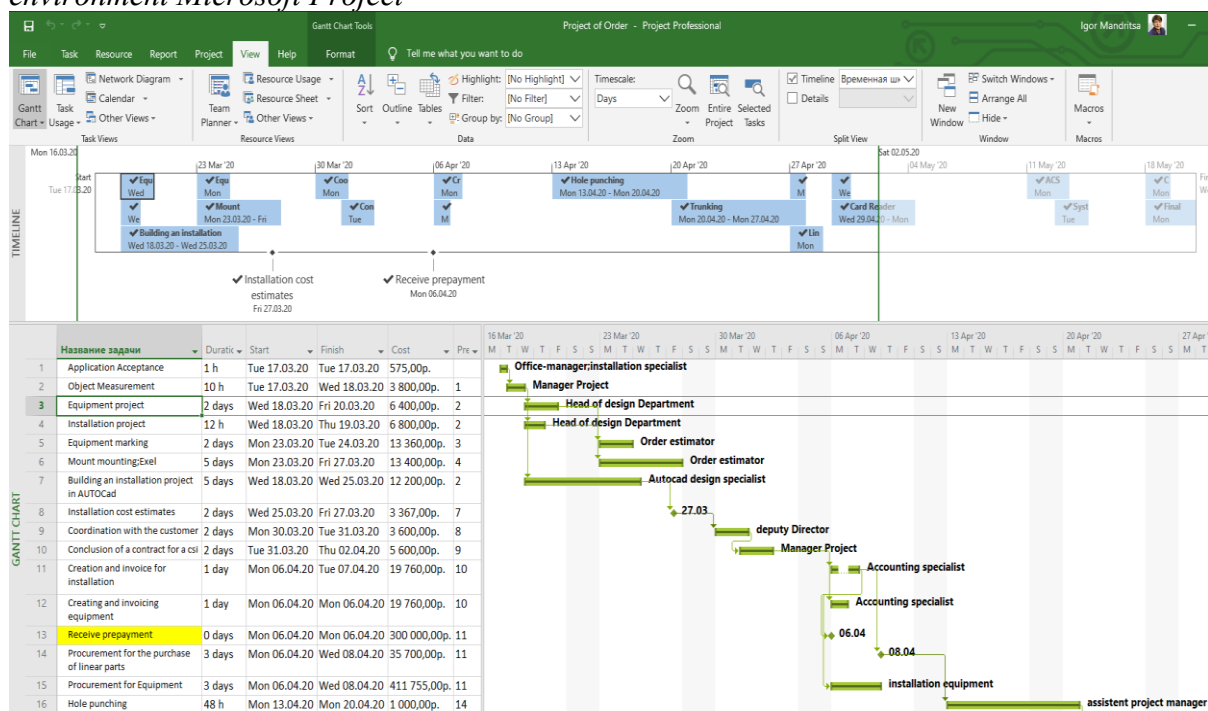 environment Microsoft Project
Gantt Chart Tools
Project of Order - Project Professional
Igor Mandritsa
File Task Resource Report Project View Help Format Tell me what you want to do
Gantt Chart
Task Usage
Network Diagram
Calendar
Other Views
Task Views
Team Planner
Resource Usage
Resource Sheet
Other Views
Resource Views
Sort
Outline
Tables
Highlight: [No Highlight]
Filter: [No Filter]
Group by: [No Group]
Data
Timescale:
Days
Zoom
Entire Project
Selected Tasks
Zoom
Timeline Временная шк
Details
Split View
New Window
Switch Windows
Arrange All
Hide
Window
Macros
Macros
TIMELINE
Mon 16.03.20
Sat 02.05.20
23 Mar '20 30 Mar '20 06 Apr '20 13 Apr '20 20 Apr '20 27 Apr '20 04 May '20 11 May '20 18 May '20
Start
Tue 17.03.20
Equ
Wed
Equ
Mon
Coo
Mon
Cr
Mon
Hole punching
Mon 13.04.20 - Mon 20.04.20
M
We
ACS
Mon
C
Mon
Fi
W
We
Mount
Mon 23.03.20 - Fri
Con
Tue
M
Trunking
Mon 20.04.20 - Mon 27.04.20
Card Reader
Wed 29.04.20 - Mon
Syst
Tue
Final
Mon
Building an installation
Wed 18.03.20 - Wed 25.03.20
Lin
Mon
Installation cost
estimates
Fri 27.03.20
Receive prepayment
Mon 06.04.20
GANTT CHART
Название задачи Duratic Start Finish Cost Pre
16 Mar '20 23 Mar '20 30 Mar '20 06 Apr '20 13 Apr '20 20 Apr '20 27 Apr
M T W T F S S M T W T F S S M T W T F S S M T W T F S S M T W T F S S M T W T F S S M T
1 Application Acceptance 1 h Tue 17.03.20 Tue 17.03.20 575,00р. Office-manager;installation specialist
2 Object Measurement 10 h Tue 17.03.20 Wed 18.03.20 3 800,00р. 1 Manager Project
3 Equipment project 2 days Wed 18.03.20 Fri 20.03.20 6 400,00р. 2 Head of design Department
4 Installation project 12 h Wed 18.03.20 Thu 19.03.20 6 800,00р. 2 Head of design Department
5 Equipment marking 2 days Mon 23.03.20 Tue 24.03.20 13 360,00р. 3 Order estimator
6 Mount mounting;Exel 5 days Mon 23.03.20 Fri 27.03.20 13 400,00р. 4 Order estimator
7 Building an installation project 5 days Wed 18.03.20 Wed 25.03.20 12 200,00р. 2 Autocad design specialist
in AUTOCad
8 Installation cost estimates 2 days Wed 25.03.20 Fri 27.03.20 3 367,00р. 7 27.03
9 Coordination with the customer 2 days Mon 30.03.20 Tue 31.03.20 3 600,00р. 8 deputy Director
10 Conclusion of a contract for a csi 2 days Tue 31.03.20 Thu 02.04.20 5 600,00р. 9 Manager Project
11 Creation and invoice for 1 day Mon 06.04.20 Tue 07.04.20 19 760,00р. 10 Accounting specialist
installation
12 Creating and invoicing 1 day Mon 06.04.20 Mon 06.04.20 19 760,00р. 10 Accounting specialist
equipment
13 Receive prepayment 0 days Mon 06.04.20 Mon 06.04.20 300 000,00р. 11 06.04
14 Procurement for the purchase 3 days Mon 06.04.20 Wed 08.04.20 35 700,00р. 11 08.04
of linear parts
15 Procurement for Equipment 3 days Mon 06.04.20 Wed 08.04.20 411 755,00р. 11 installation equipment
16 Hole punching 48 h Mon 13.04.20 Mon 20.04.20 1 000,00р. 14 assistent project manager